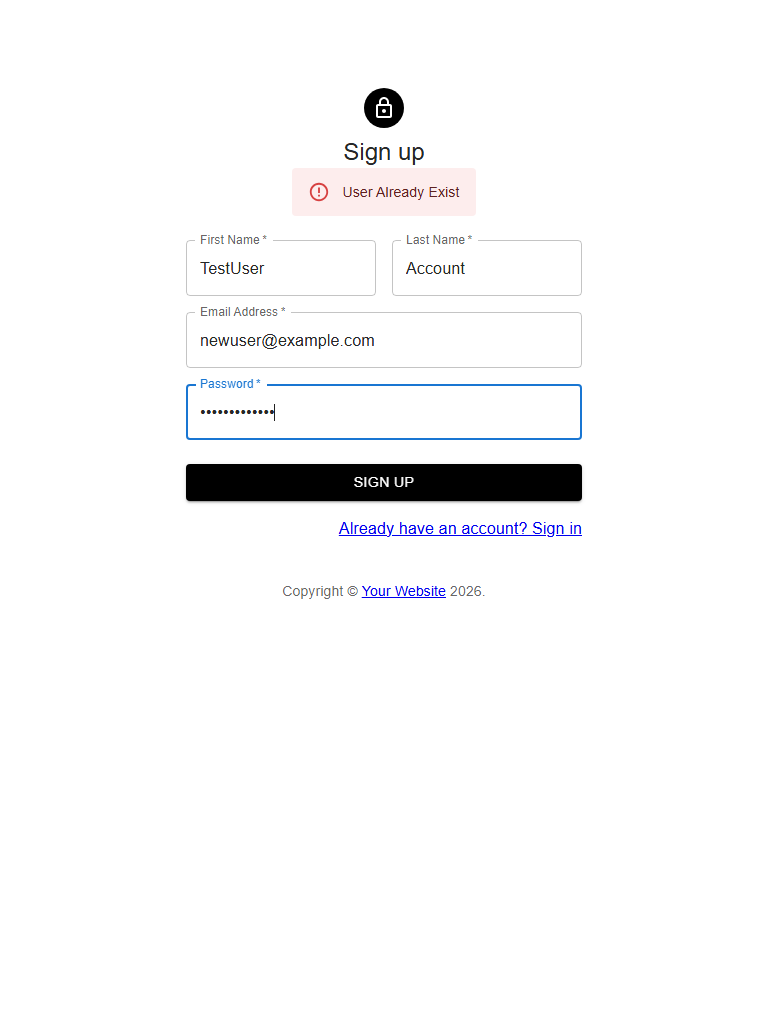 Sign up
User Already Exist
First Name *
Last Name *
TestUser
Account
Email Address *
newuser@example.com
Password *
•••••••••••••
SIGN UP
Already have an account? Sign in
Copyright © Your Website 2026.